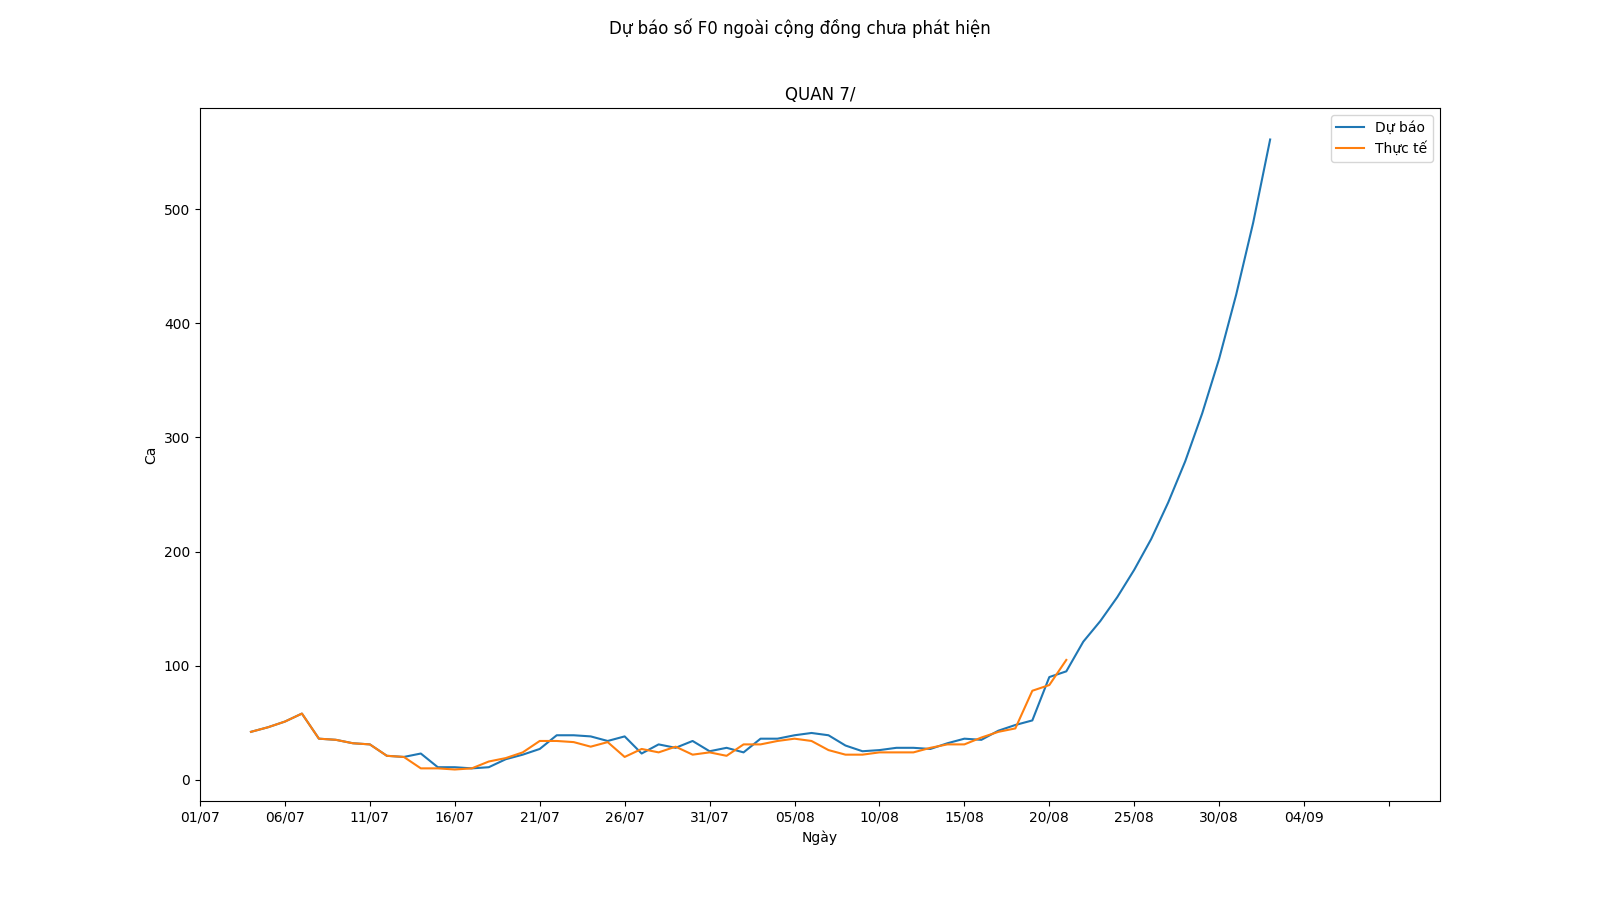 Dự báo số F0 ngoài cộng đồng chưa phát hiện
QUAN 7/
Dự báo
Thực tế
500
400
300
200
100
0
Ca
01/07 06/07 11/07 16/07 21/07 26/07 31/07 05/08 10/08 15/08 20/08 25/08 30/08 04/09
Ngày